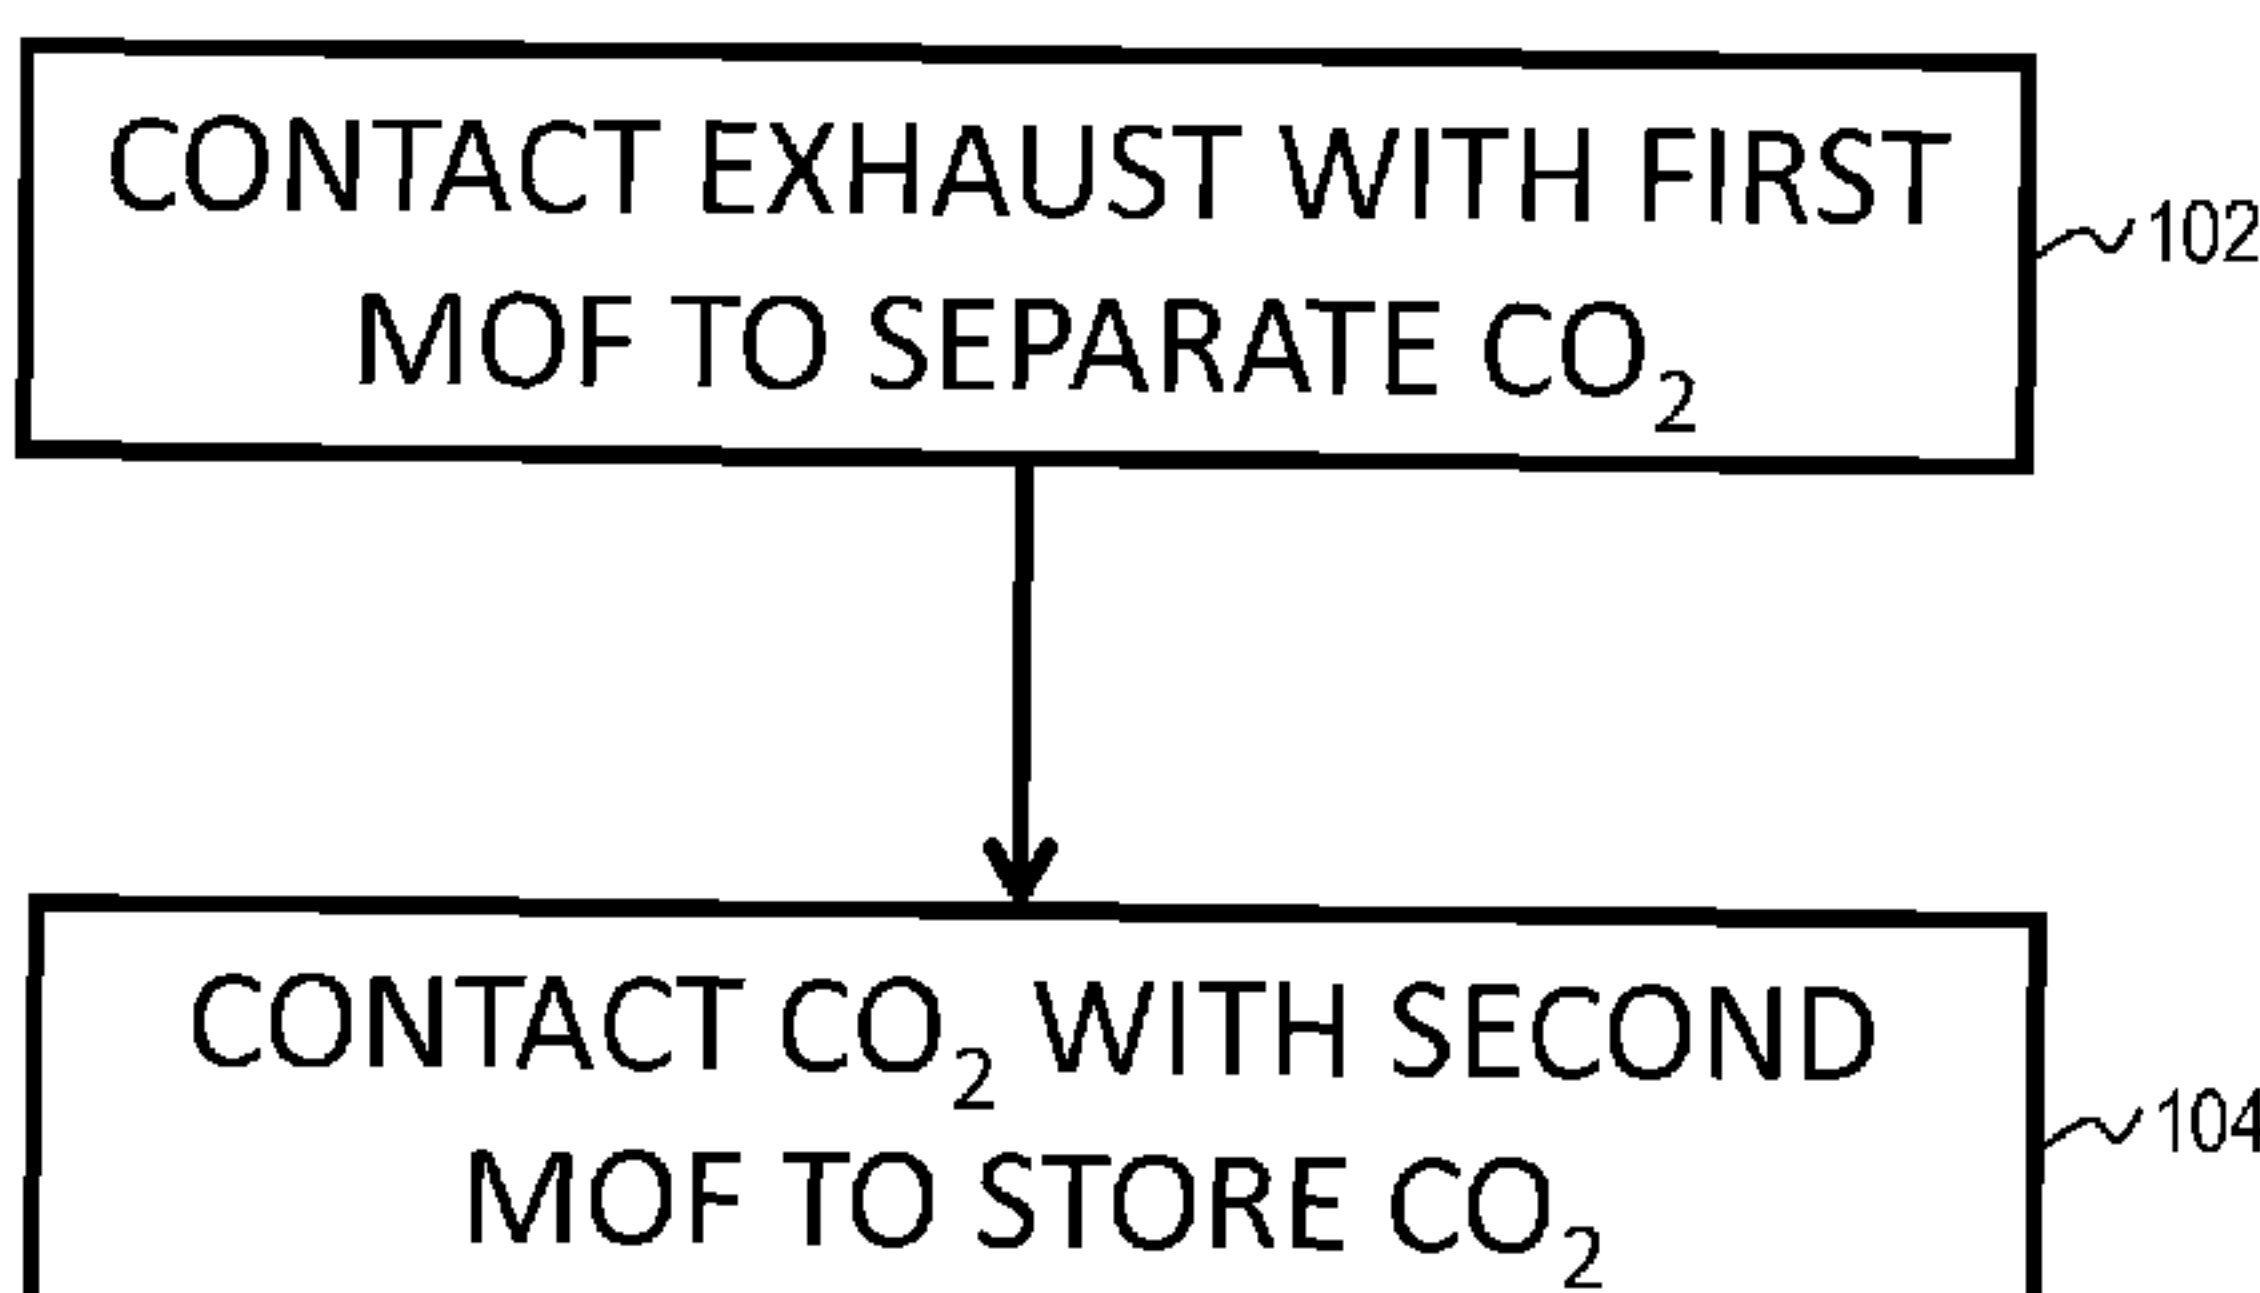 CONTACT EXHAUST WITH FIRST
MOF TO SEPARATE CO₂
102
CONTACT CO₂ WITH SECOND
MOF TO STORE CO₂
104